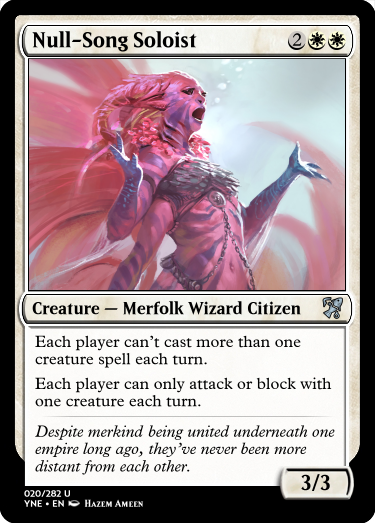 Null-Song Soloist 2
Creature — Merfolk Wizard Citizen
Each player can't cast more than
one creature spell each turn.
Each player can only attack or block with
one creature each turn.
Despite merkind being united underneath one
empire long ago, they've never been more
distant from each other.
3/3
020/282 U
YNE • EN Hazem Ameen